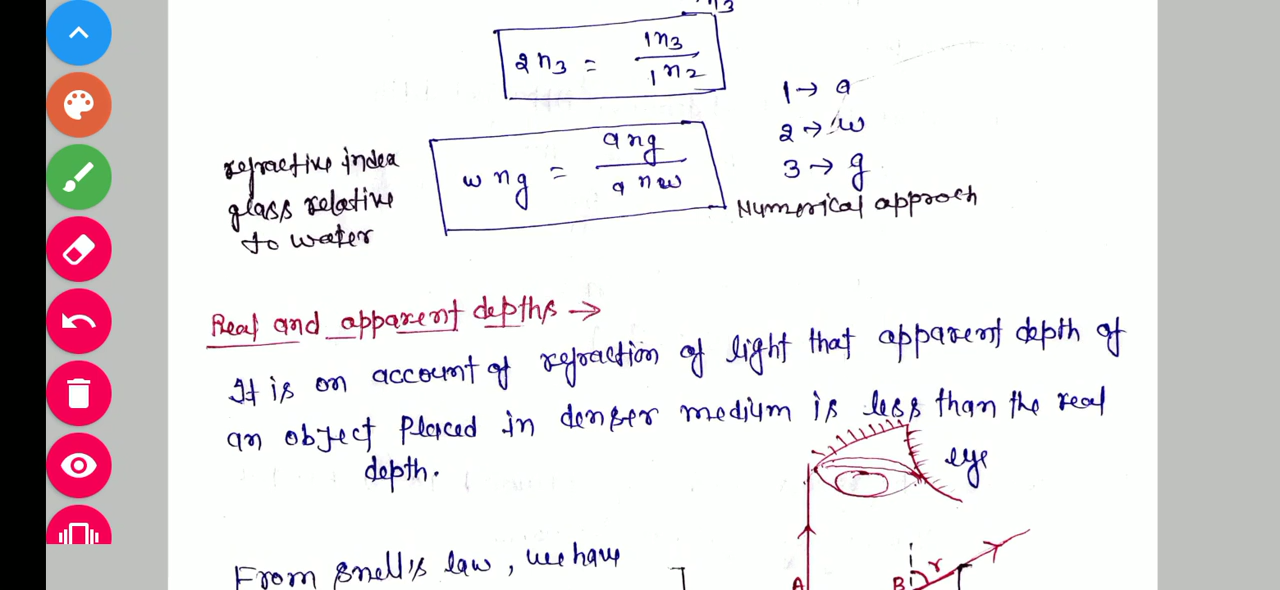 n3
2n3 = 1n3 / 1n2
1 → a
2 → w
3 → g
Numerical approch
refractive index
glass relative
to water
wng = ang / anw
Real and apparent depths →
It is on account of refraction of light that apparent depth of
an object placed in denser medium is less than the real
depth.
eye
From snell's law, we have
A
B
r